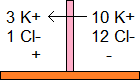 3 K+ 10 K+
1 Cl- 12 Cl-
+ -